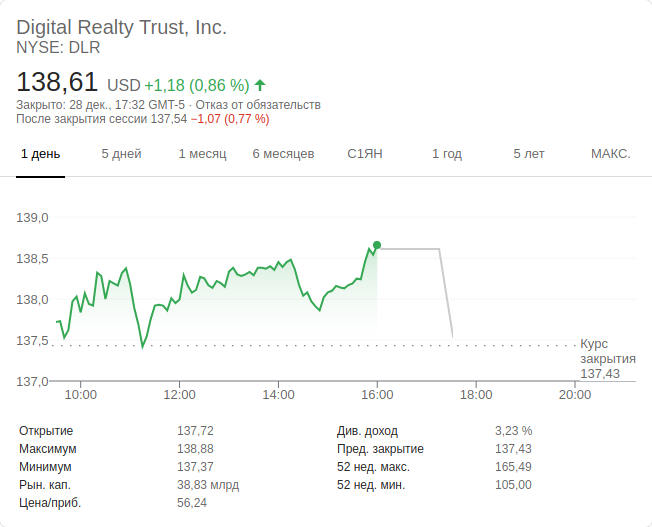 Digital Realty Trust, Inc.
NYSE: DLR
138,61 USD +1,18 (0,86 %)
Закрыто: 28 дек., 17:32 GMT-5 · Отказ от обязательств
После закрытия сессии 137,54 −1,07 (0,77 %)
1 день 5 дней 1 месяц 6 месяцев С1ЯН 1 год 5 лет МАКС.
139,0
138,5
138,0
137,5
137,0
Курс
закрытия
137,43
10:00 12:00 14:00 16:00 18:00 20:00
Открытие 137,72 Див. доход 3,23 %
Максимум 138,88 Пред. закрытие 137,43
Минимум 137,37 52 нед. макс. 165,49
Рын. кап. 38,83 млрд 52 нед. мин. 105,00
Цена/приб. 56,24